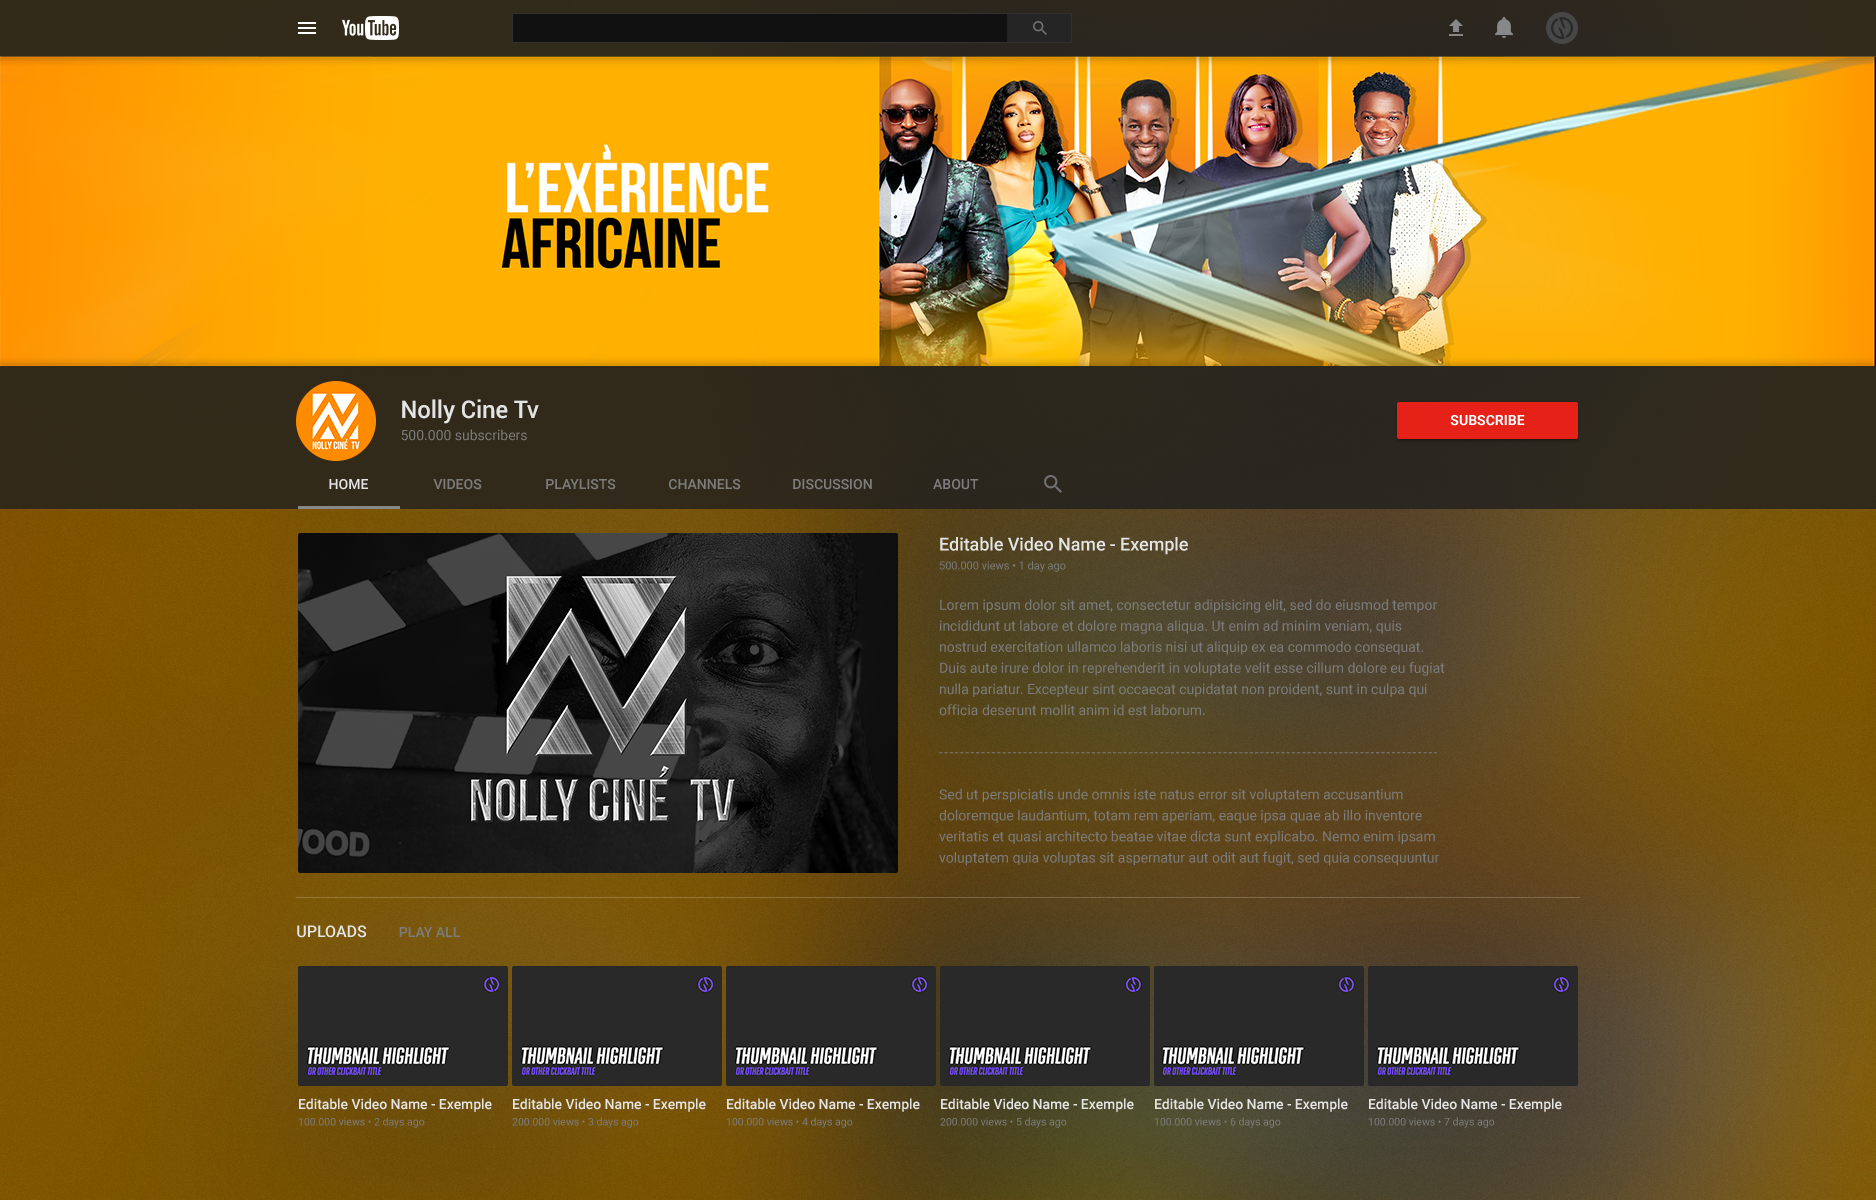 YouTube
L'EXÈRIENCE
AFRICAINE
NOLLY CINÉ TV
Nolly Cine Tv
500.000 subscribers
SUBSCRIBE
HOME
VIDEOS
PLAYLISTS
CHANNELS
DISCUSSION
ABOUT
NOLLY CINÉ TV
WOOD
Editable Video Name - Exemple
500.000 views • 1 day ago
Lorem ipsum dolor sit amet, consectetur adipisicing elit, sed do eiusmod tempor
incididunt ut labore et dolore magna aliqua. Ut enim ad minim veniam, quis
nostrud exercitation ullamco laboris nisi ut aliquip ex ea commodo consequat.
Duis aute irure dolor in reprehenderit in voluptate velit esse cillum dolore eu fugiat
nulla pariatur. Excepteur sint occaecat cupidatat non proident, sunt in culpa qui
officia deserunt mollit anim id est laborum.
Sed ut perspiciatis unde omnis iste natus error sit voluptatem accusantium
doloremque laudantium, totam rem aperiam, eaque ipsa quae ab illo inventore
veritatis et quasi architecto beatae vitae dicta sunt explicabo. Nemo enim ipsam
voluptatem quia voluptas sit aspernatur aut odit aut fugit, sed quia consequuntur
UPLOADS
PLAY ALL
THUMBNAIL HIGHLIGHT
OR OTHER CLICKBAIT TITLE
Editable Video Name - Exemple
100.000 views • 2 days ago
THUMBNAIL HIGHLIGHT
OR OTHER CLICKBAIT TITLE
Editable Video Name - Exemple
200.000 views • 3 days ago
THUMBNAIL HIGHLIGHT
OR OTHER CLICKBAIT TITLE
Editable Video Name - Exemple
100.000 views • 4 days ago
THUMBNAIL HIGHLIGHT
OR OTHER CLICKBAIT TITLE
Editable Video Name - Exemple
200.000 views • 5 days ago
THUMBNAIL HIGHLIGHT
OR OTHER CLICKBAIT TITLE
Editable Video Name - Exemple
100.000 views • 6 days ago
THUMBNAIL HIGHLIGHT
OR OTHER CLICKBAIT TITLE
Editable Video Name - Exemple
100.000 views • 7 days ago